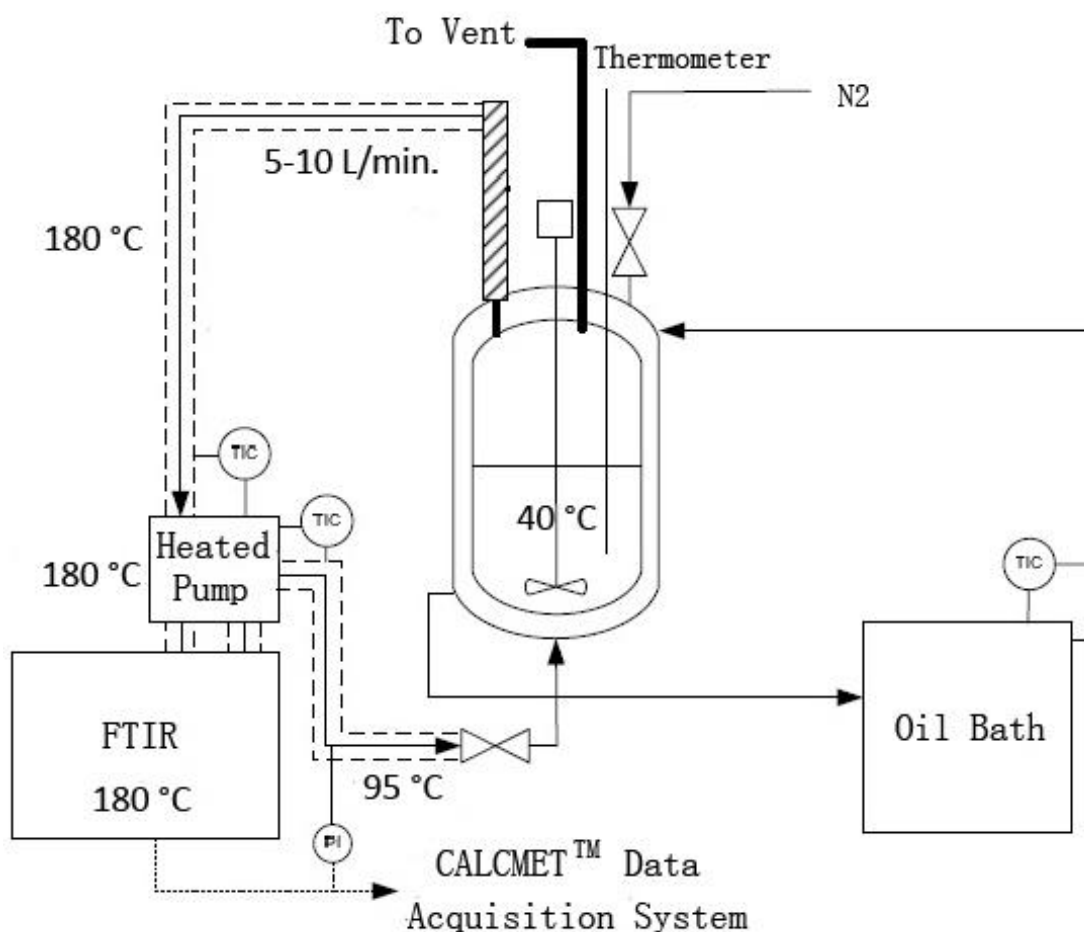 To Vent
Thermometer
N2
5-10 L/min.
180 °C
TIC
TIC
Heated
Pump
180 °C
40 °C
TIC
FTIR
180 °C
Oil Bath
95 °C
PI
CALCMET™ Data
Acquisition System